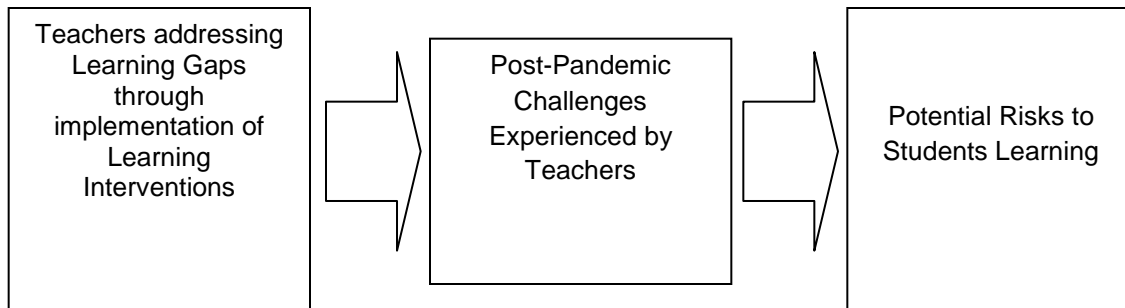 Teachers addressing
Learning Gaps
through
implementation of
Learning
Interventions
Post-Pandemic
Challenges
Experienced by
Teachers
Potential Risks to
Students Learning